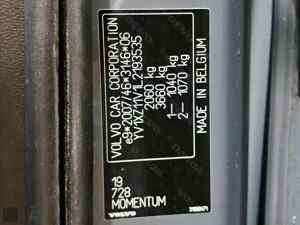 VOLVO CAR CORPORATION
e9*2007/46*3146*06
YV1XZ11V1L2193535
2060 kg
3660 kg
1— 1040 kg
2— 1070 kg
MADE IN BELGIUM
19
728
MOMENTUM
VOLVO